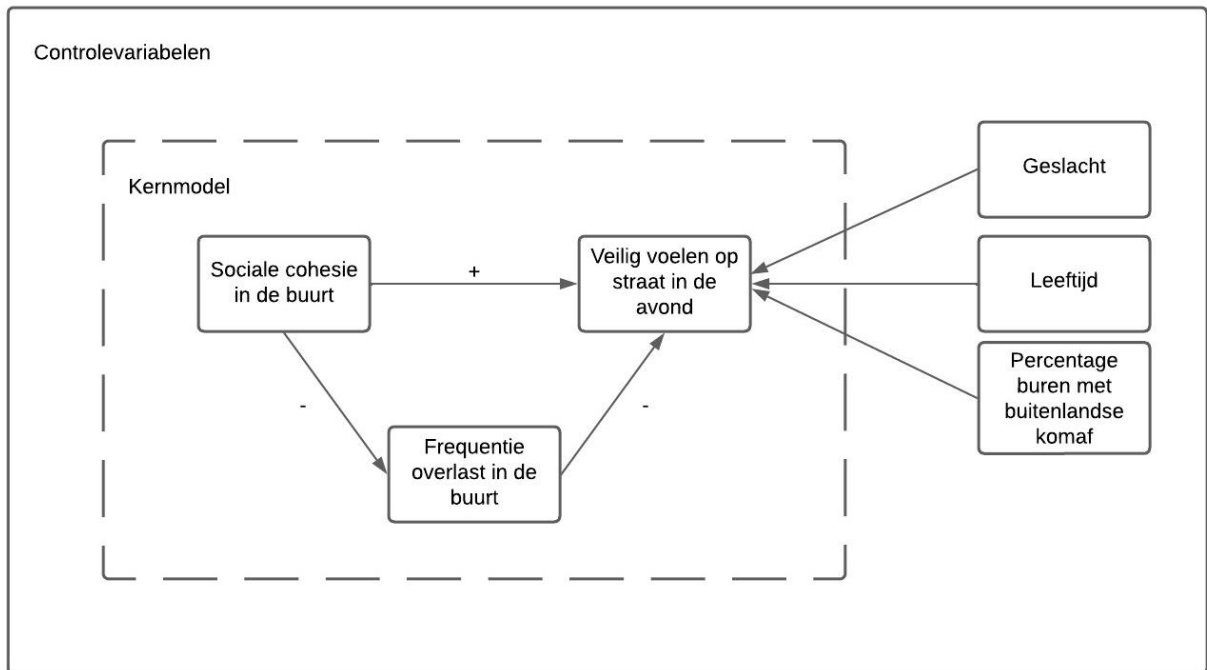 Controlevariabelen
Kernmodel
Sociale cohesie
in de buurt
+
Veilig voelen op
straat in de
avond
-
-
Frequentie
overlast in de
buurt
Geslacht
Leeftijd
Percentage
buren met
buitenlandse
komaf